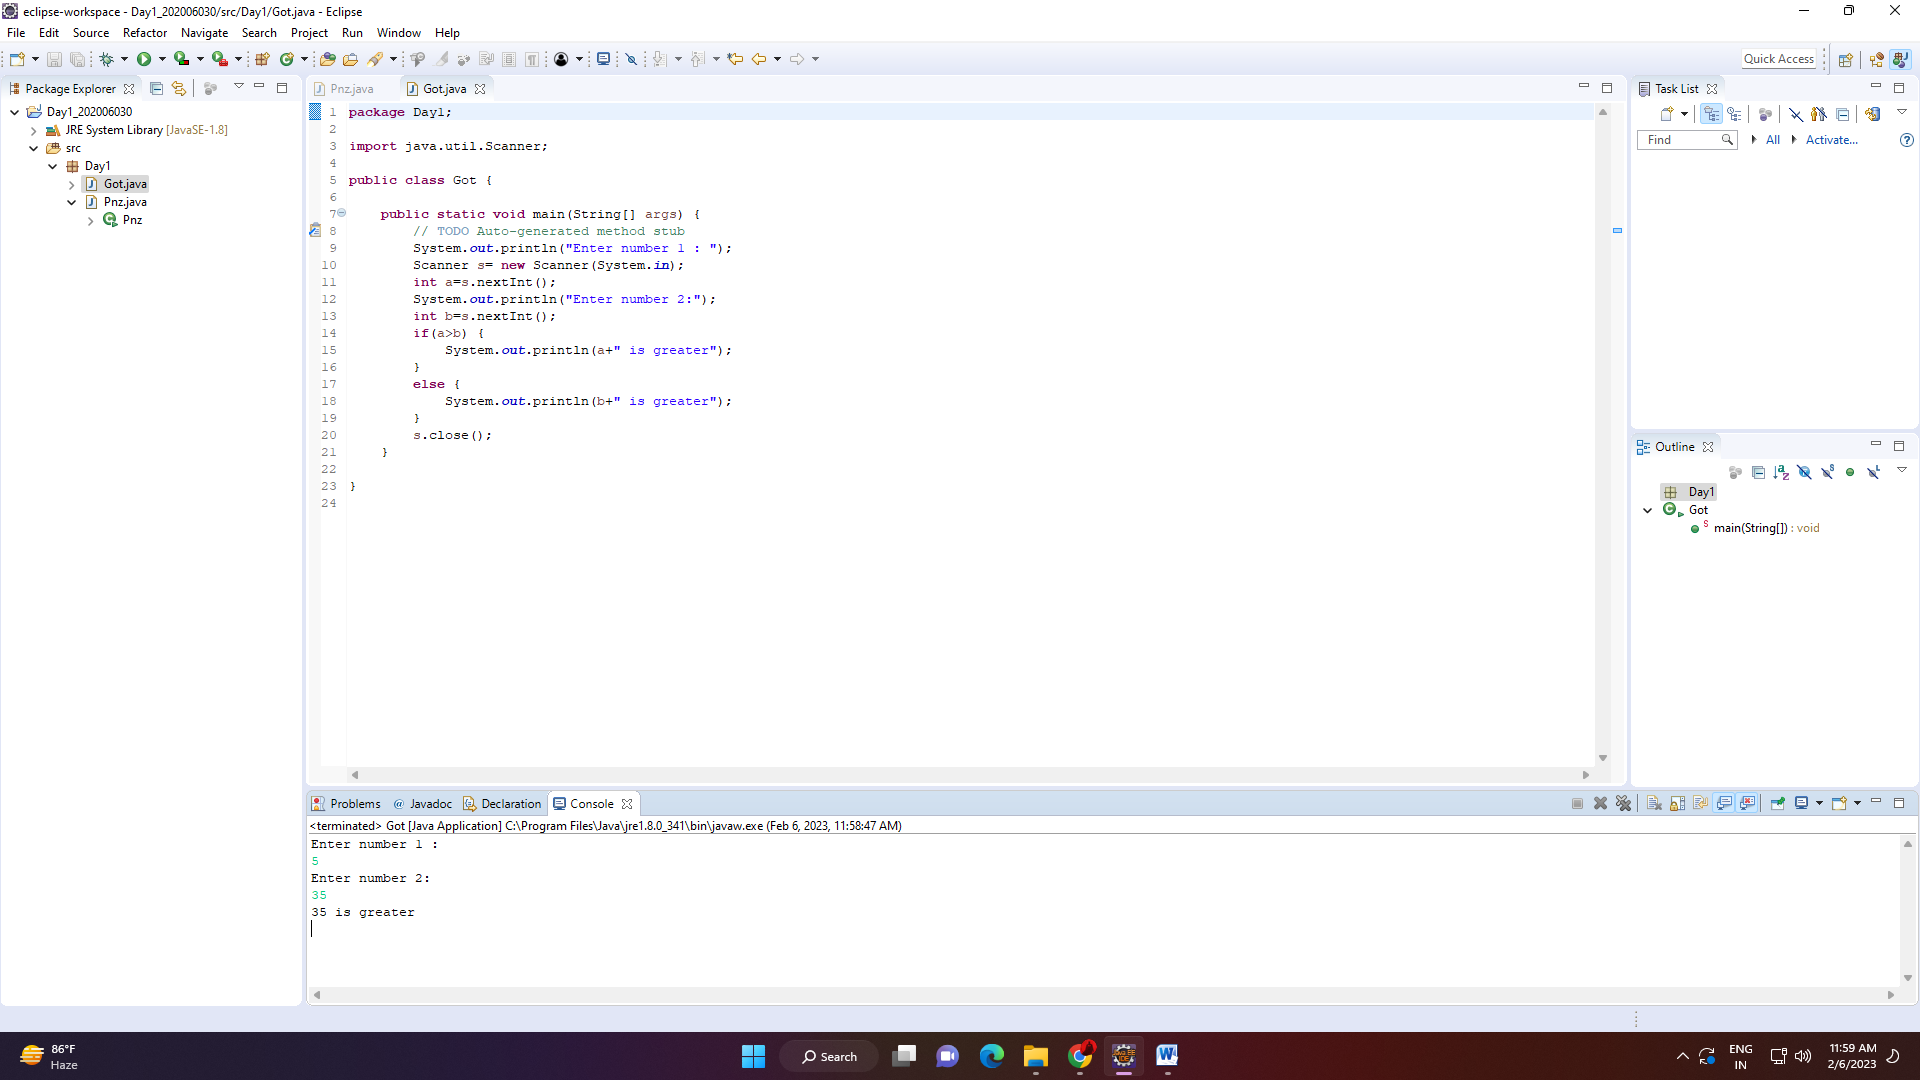 eclipse-workspace - Day1_202006030/src/Day1/Got.java - Eclipse
File Edit Source Refactor Navigate Search Project Run Window Help
Quick Access
Package Explorer
Day1_202006030
JRE System Library [JavaSE-1.8]
src
Day1
Got.java
Pnz.java
Pnz
Pnz.java Got.java
1 package Day1;
2
3 import java.util.Scanner;
4
5 public class Got {
6
7 public static void main(String[] args) {
8 // TODO Auto-generated method stub
9 System.out.println("Enter number 1 : ");
10 Scanner s= new Scanner(System.in);
11 int a=s.nextInt();
12 System.out.println("Enter number 2:");
13 int b=s.nextInt();
14 if(a>b) {
15 System.out.println(a+" is greater");
16 }
17 else {
18 System.out.println(b+" is greater");
19 }
20 s.close();
21 }
22
23 }
24
Task List
Find All Activate...
Outline
Day1
Got
main(String[]) : void
Problems @ Javadoc Declaration Console
<terminated> Got [Java Application] C:\Program Files\Java\jre1.8.0_341\bin\javaw.exe (Feb 6, 2023, 11:58:47 AM)
Enter number 1 :
5
Enter number 2:
35
35 is greater
86°F
Haze
Search
ENG
IN
11:59 AM
2/6/2023